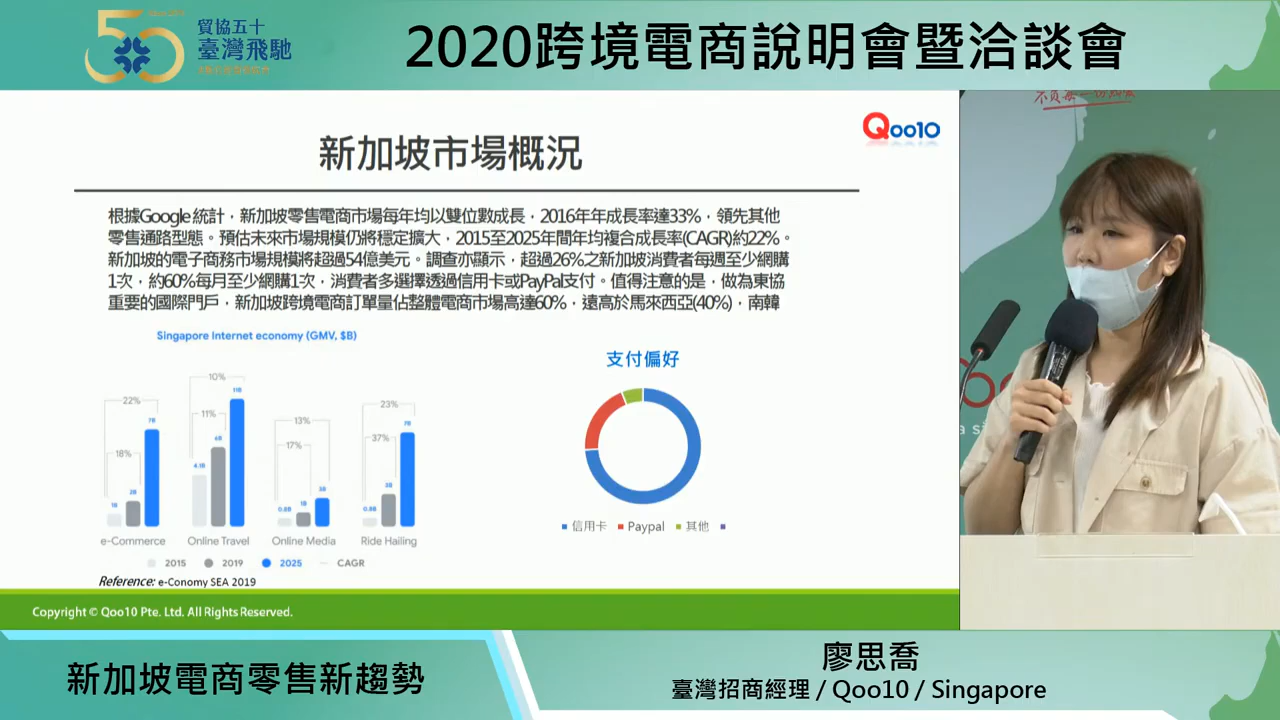 50
貿協五十
臺灣飛馳
2020跨境電商說明會暨洽談會
Qoo10
新加坡市場概況
根據Google 統計，新加坡零售電商市場每年均以雙位數成長，2016年年成長率達33%，領先其他
零售通路型態。預估未來市場規模仍將穩定擴大，2015至2025年間年均複合成長率(CAGR)約22%。
新加坡的電子商務市場規模將超過54億美元。調查亦顯示，超過26%之新加坡消費者每週至少網購
1次，約60%每月至少網購1次，消費者多選擇透過信用卡或PayPal支付。值得注意的是，做為東協
重要的國際門戶，新加坡跨境電商訂單量佔整體電商市場高達60%，遠高於馬來西亞(40%)，南韓
Singapore Internet economy (GMV, $B)
22%
18%
1B
2B
7B
10%
11%
4.1B
6B
11B
13%
17%
0.8B
1B
3B
23%
37%
0.8B
3B
7B
e-Commerce
Online Travel
Online Media
Ride Hailing
2015 2019 2025 CAGR
Reference: e-Conomy SEA 2019
支付偏好
信用卡 Paypal 其他
Copyright © Qoo10 Pte. Ltd. All Rights Reserved.
新加坡電商零售新趨勢
廖思喬
臺灣招商經理 / Qoo10 / Singapore